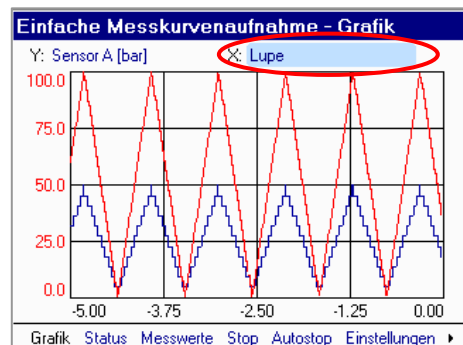 Einfache Messkurvenaufnahme - Grafik
Y: Sensor A [bar] X: Lupe
100.0
75.0
50.0
25.0
0.0
-5.00 -3.75 -2.50 -1.25 0.00
Grafik Status Messwerte Stop Autostop Einstellungen